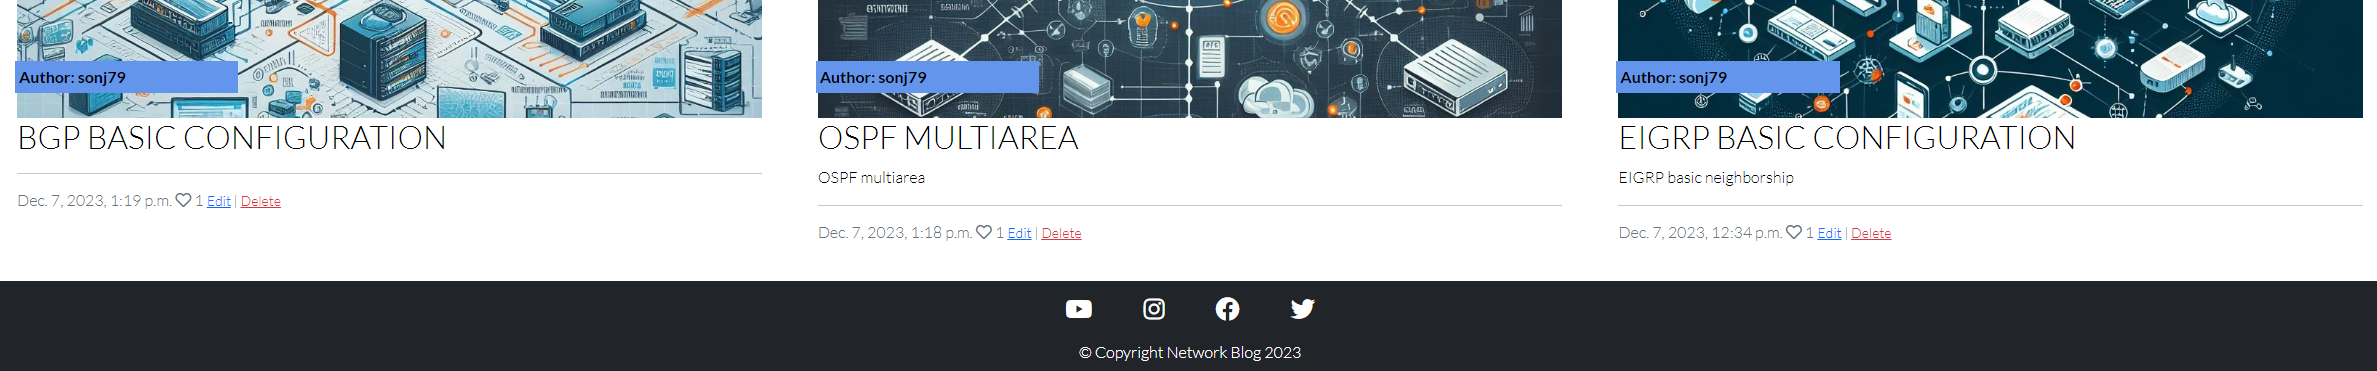 Author: sonj79
BGP BASIC CONFIGURATION
Dec. 7, 2023, 1:19 p.m. 1 Edit | Delete
Author: sonj79
OSPF MULTIAREA
OSPF multiarea
Dec. 7, 2023, 1:18 p.m. 1 Edit | Delete
Author: sonj79
EIGRP BASIC CONFIGURATION
EIGRP basic neighborship
Dec. 7, 2023, 12:34 p.m. 1 Edit | Delete
© Copyright Network Blog 2023